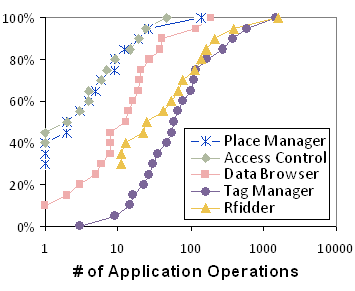 100%
80%
60%
40%
20%
0%
Place Manager
Access Control
Data Browser
Tag Manager
Rfidder
1 10 100 1000 10000
# of Application Operations